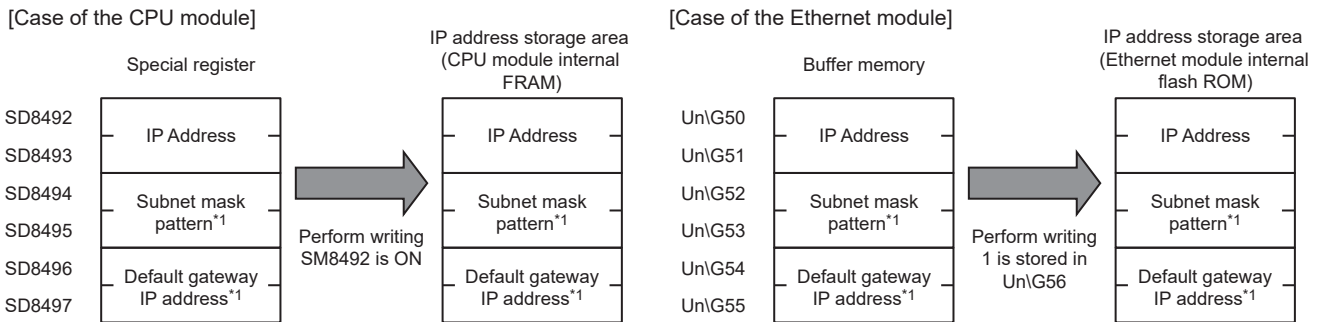 [Case of the CPU module]
Special register
IP address storage area
(CPU module internal
FRAM)
SD8492
SD8493
SD8494
SD8495
SD8496
SD8497
IP Address
Subnet mask
pattern*1
Default gateway
IP address*1
Perform writing
SM8492 is ON
IP Address
Subnet mask
pattern*1
Default gateway
IP address*1
[Case of the Ethernet module]
Buffer memory
IP address storage area
(Ethernet module internal
flash ROM)
Un\G50
Un\G51
Un\G52
Un\G53
Un\G54
Un\G55
IP Address
Subnet mask
pattern*1
Default gateway
IP address*1
Perform writing
1 is stored in
Un\G56
IP Address
Subnet mask
pattern*1
Default gateway
IP address*1